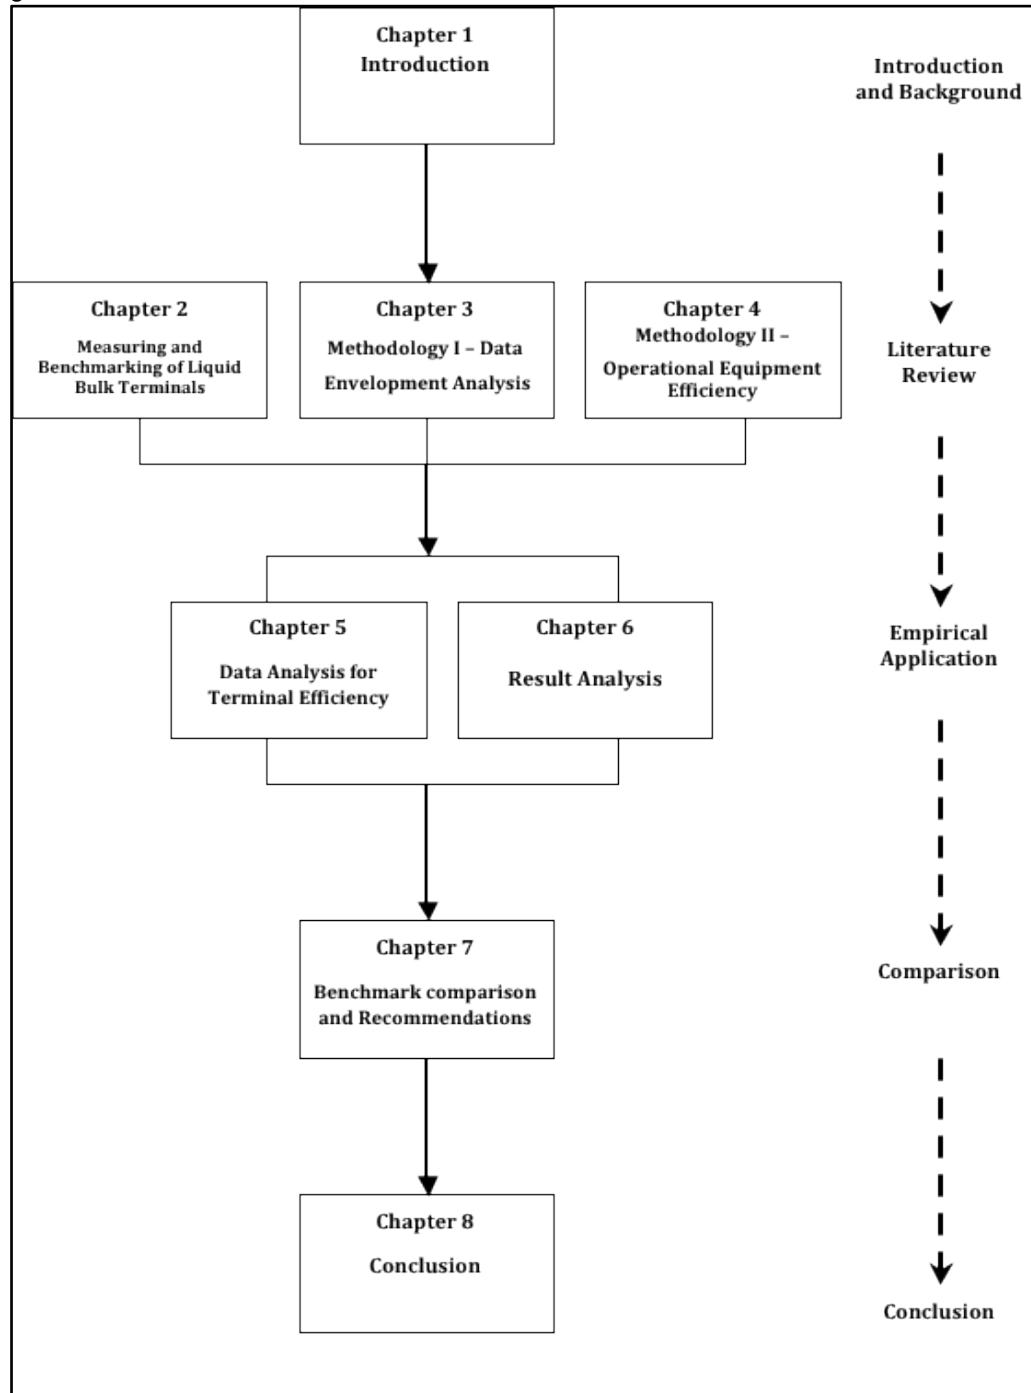 Chapter 1
Introduction
Introduction
and Background
Chapter 2
Measuring and
Benchmarking of Liquid
Bulk Terminals
Chapter 3
Methodology I – Data
Envelopment Analysis
Chapter 4
Methodology II –
Operational Equipment
Efficiency
Literature
Review
Chapter 5
Data Analysis for
Terminal Efficiency
Chapter 6
Result Analysis
Empirical
Application
Chapter 7
Benchmark comparison
and Recommendations
Comparison
Chapter 8
Conclusion
Conclusion